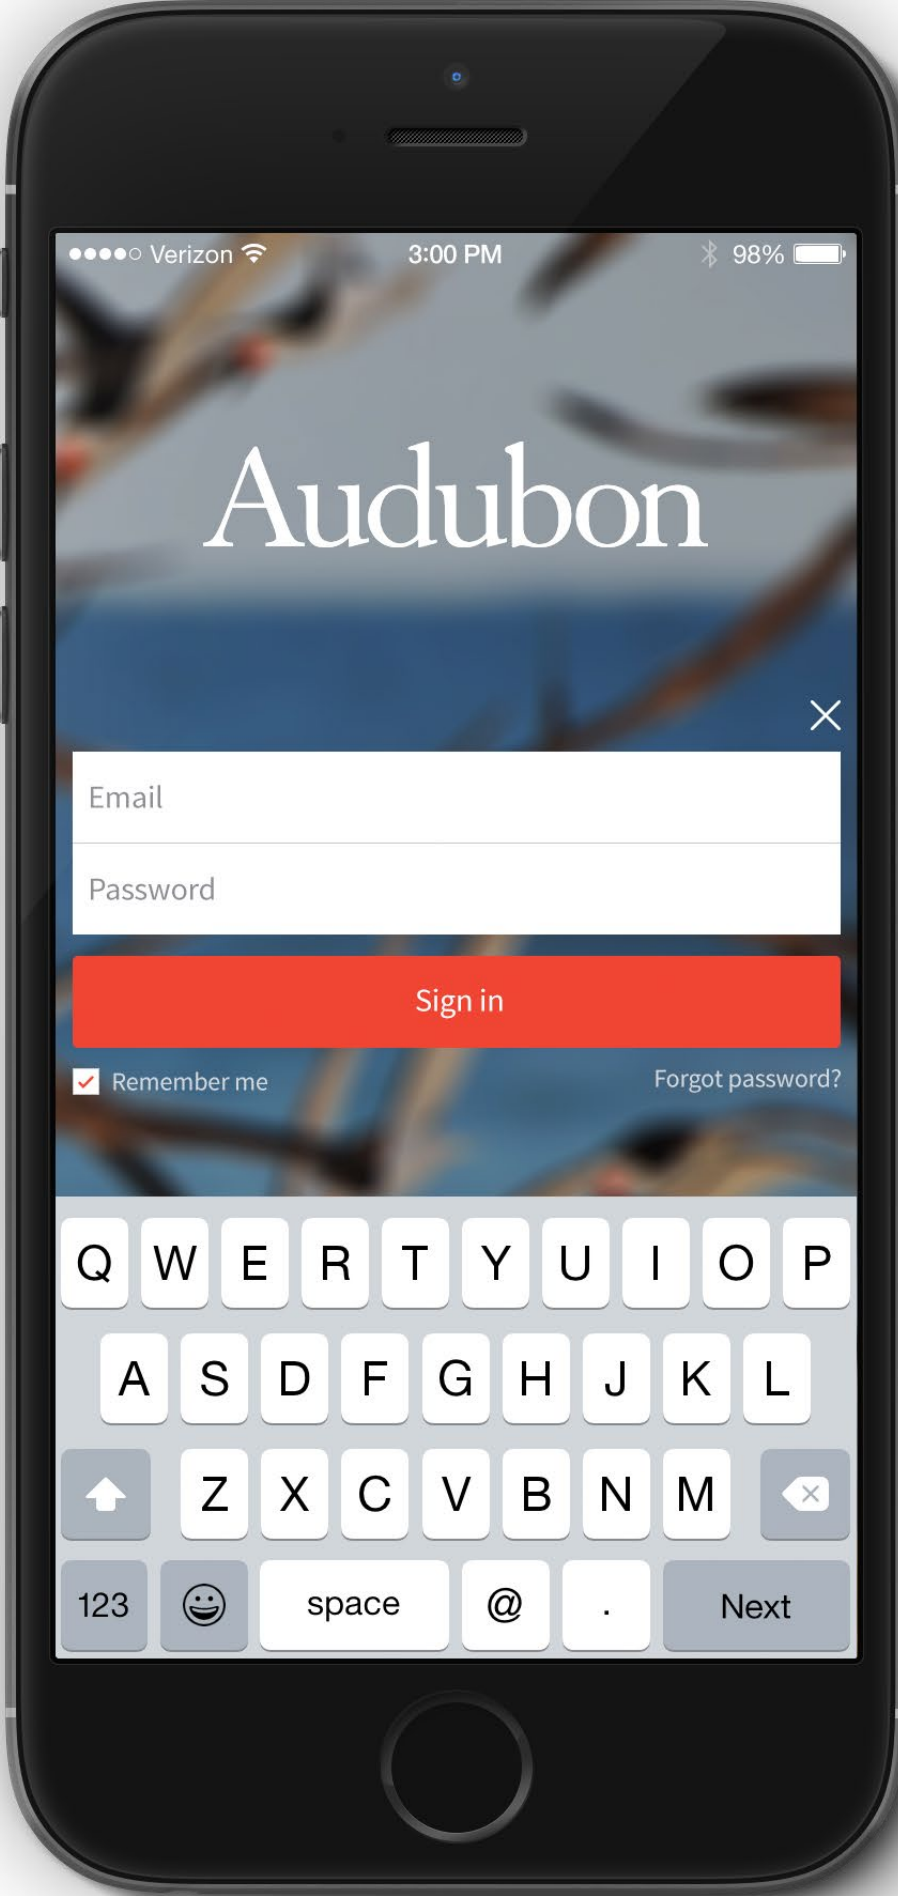 Verizon 3:00 PM 98%
Audubon
Email
Password
Sign in
Remember me Forgot password?
Q W E R T Y U I O P
A S D F G H J K L
Z X C V B N M
123 space @ . Next